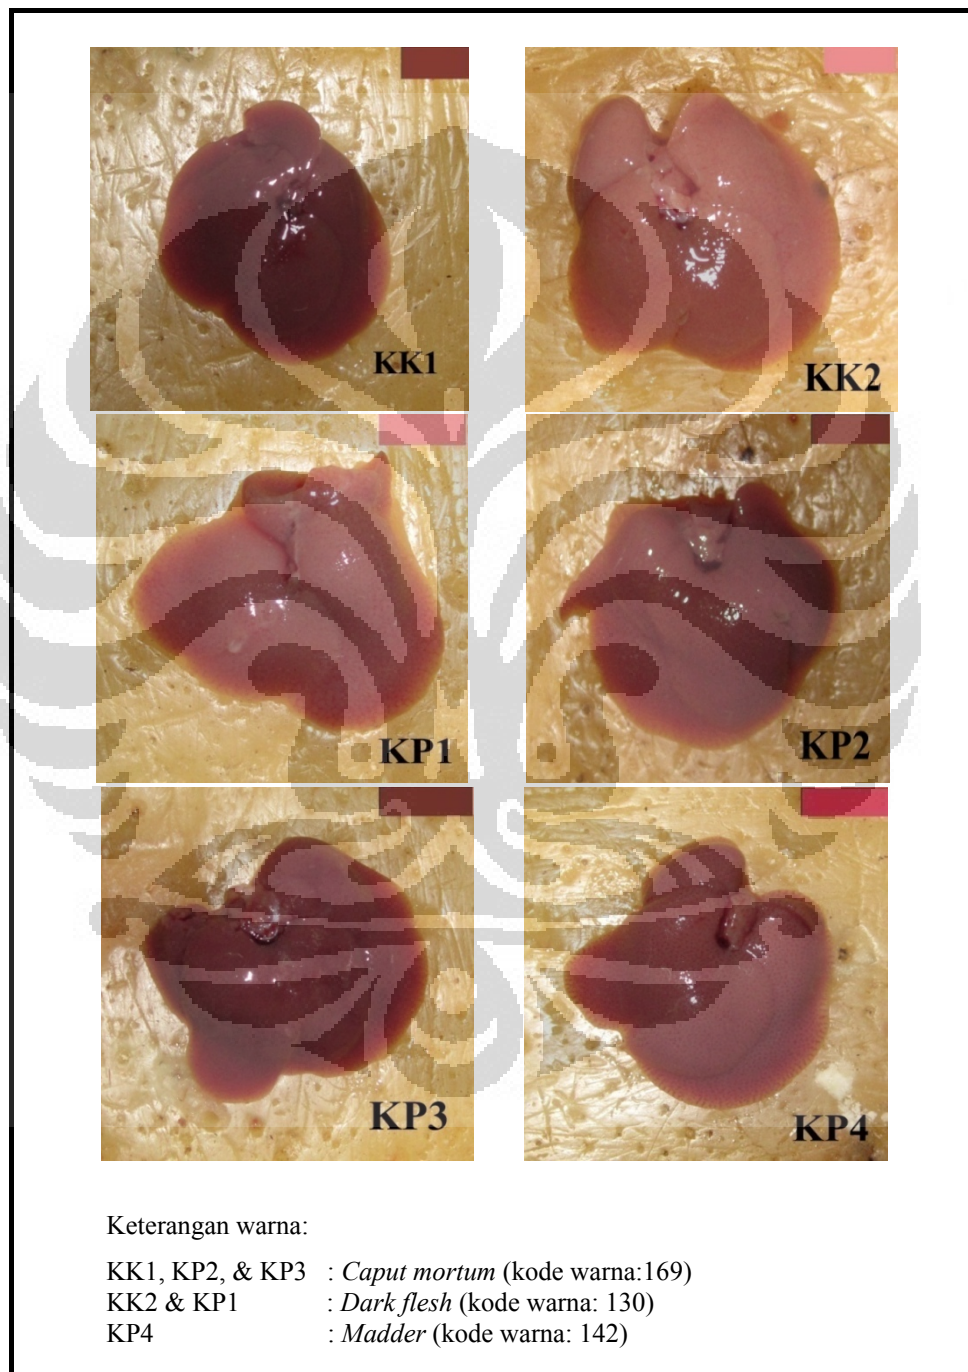 KK1
KK2
KP1
KP2
KP3
KP4
Keterangan warna:
KK1, KP2, & KP3 : Caput mortum (kode warna:169)
KK2 & KP1 : Dark flesh (kode warna: 130)
KP4 : Madder (kode warna: 142)